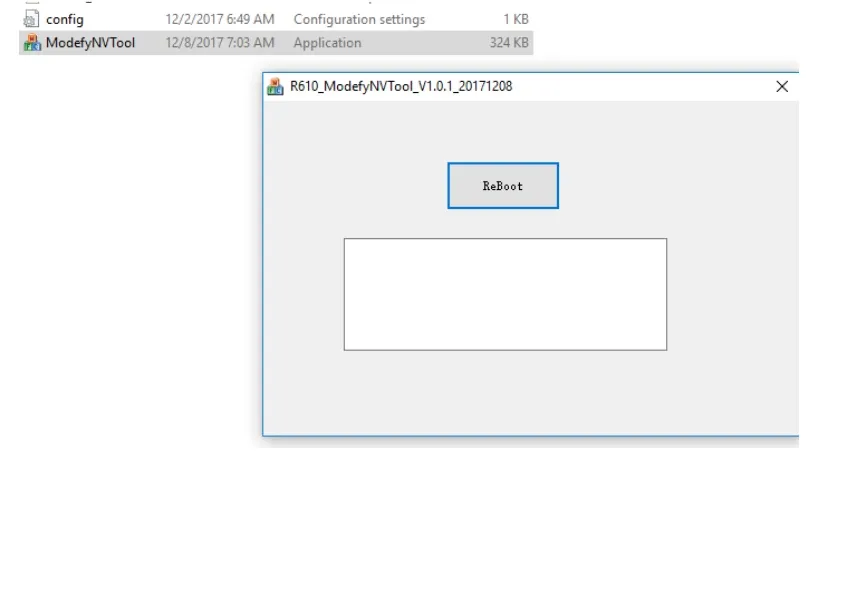 config 12/2/2017 6:49 AM Configuration settings 1 KB
ModefyNVTool 12/8/2017 7:03 AM Application 324 KB
R610_ModefyNVTool_V1.0.1_20171208
ReBoot